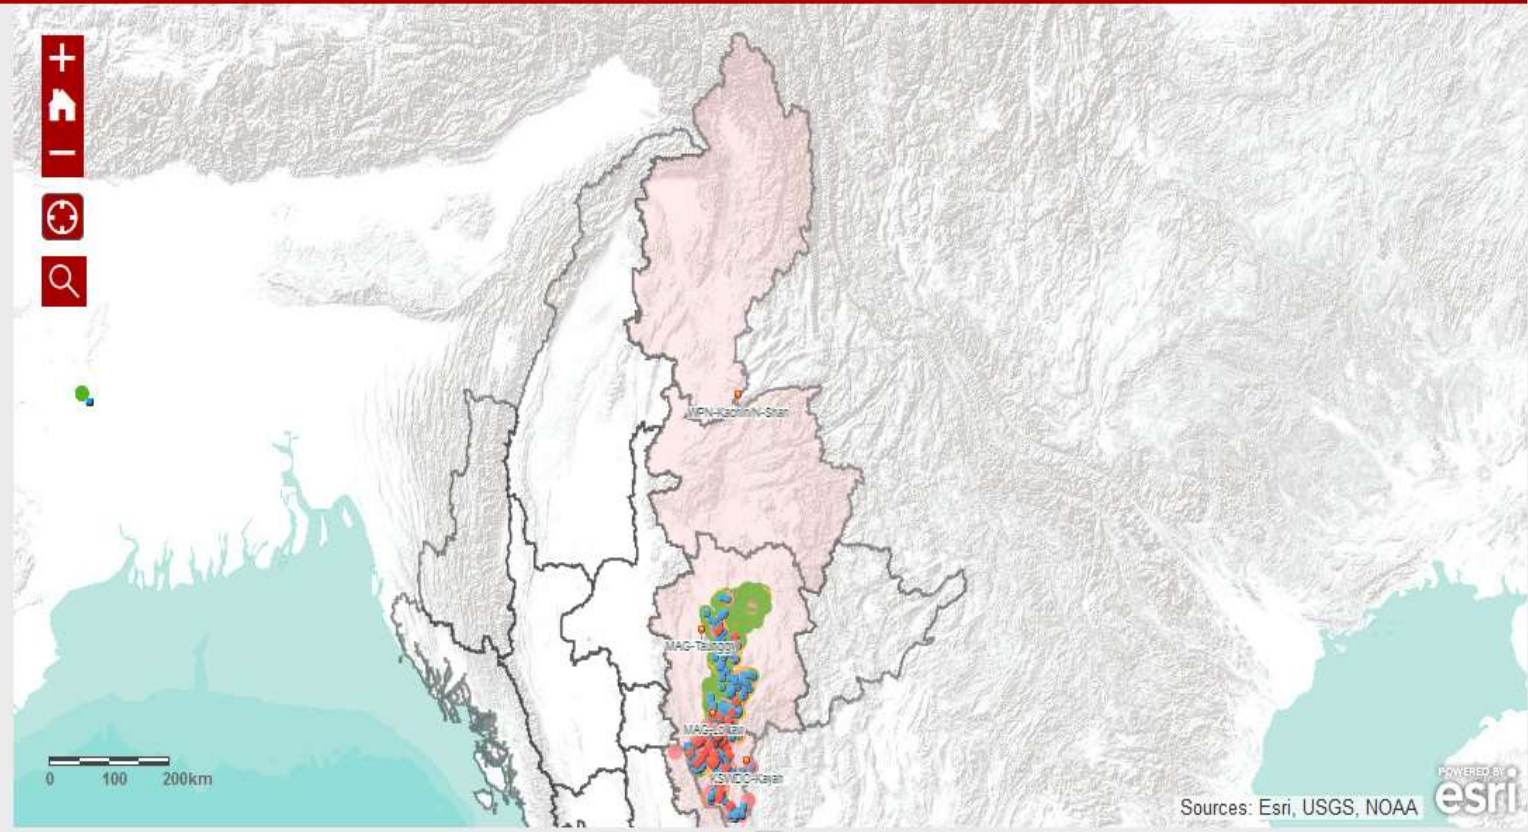 WPN-Kachin/N-Shan
MAG-Taunggyi
MAG-Loikaw
KSWDC-Kayah
0 100 200km
Sources: Esri, USGS, NOAA
POWERED BY
esri